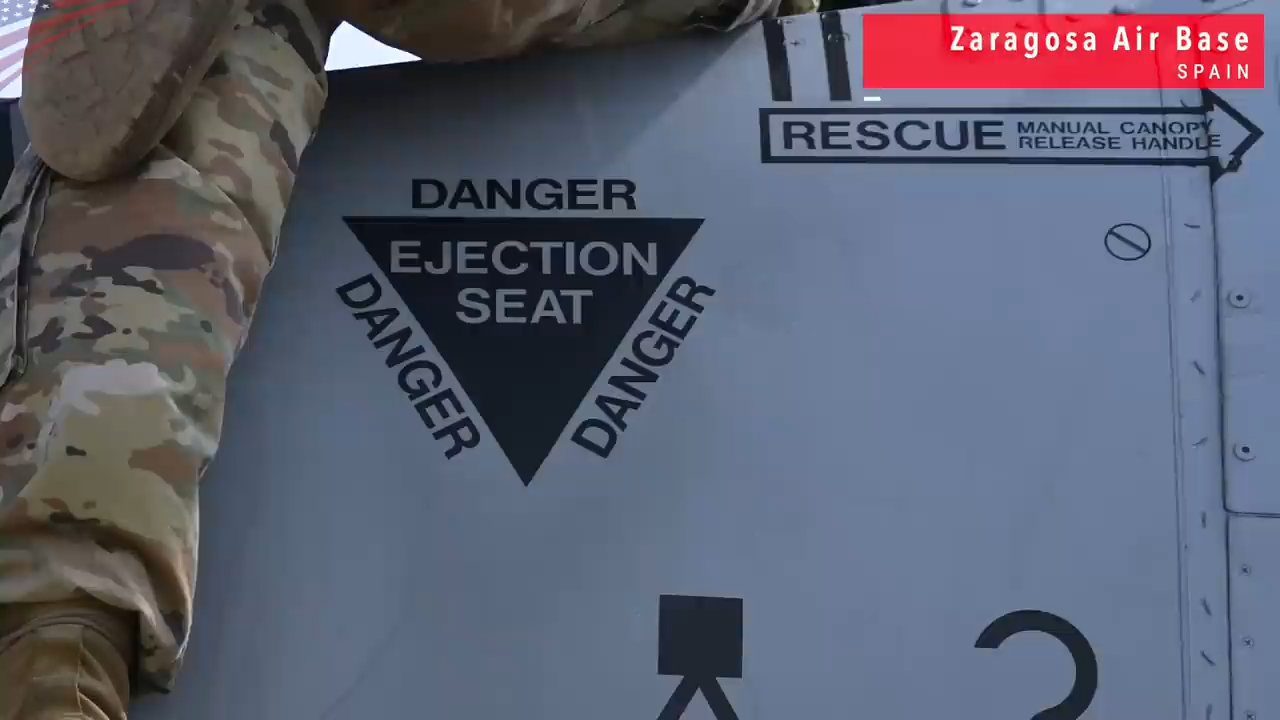 Zaragosa Air Base
SPAIN
RESCUE MANUAL CANOPY
RELEASE HANDLE
DANGER
EJECTION
SEAT
DANGER
DANGER